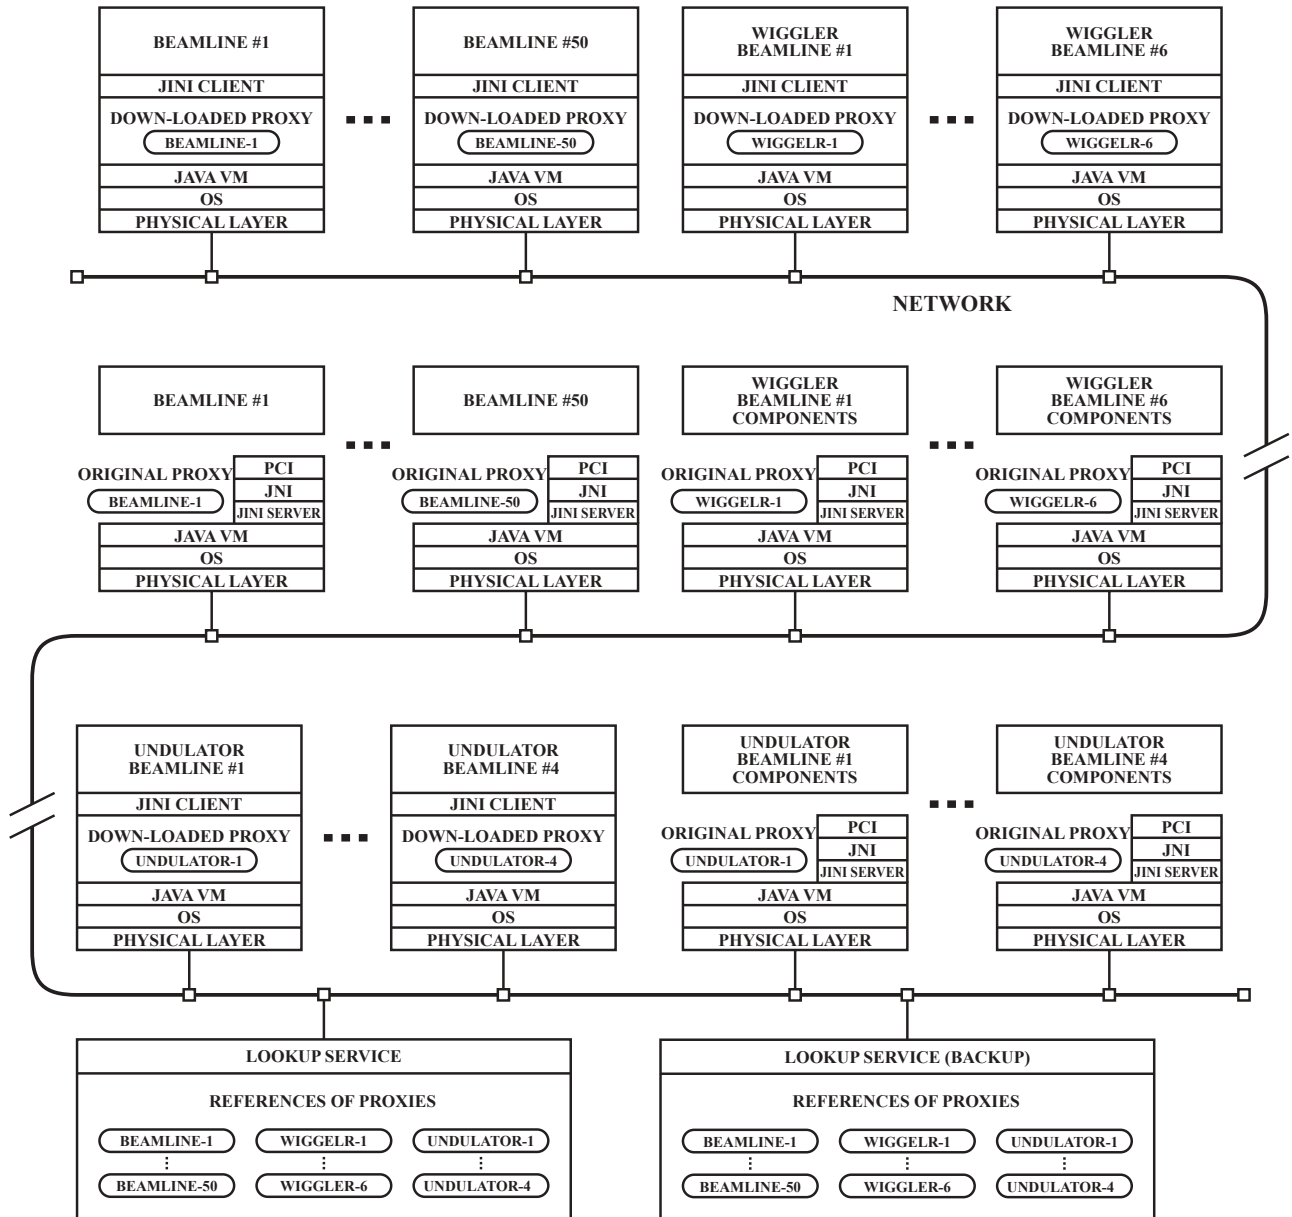 BEAMLINE #1
JINI CLIENT
DOWN-LOADED PROXY
BEAMLINE-1
JAVA VM
OS
PHYSICAL LAYER
BEAMLINE #50
JINI CLIENT
DOWN-LOADED PROXY
BEAMLINE-50
JAVA VM
OS
PHYSICAL LAYER
WIGGLER
BEAMLINE #1
JINI CLIENT
DOWN-LOADED PROXY
WIGGELR-1
JAVA VM
OS
PHYSICAL LAYER
WIGGLER
BEAMLINE #6
JINI CLIENT
DOWN-LOADED PROXY
WIGGELR-6
JAVA VM
OS
PHYSICAL LAYER
NETWORK
BEAMLINE #1
ORIGINAL PROXY
BEAMLINE-1
PCI
JNI
JINI SERVER
JAVA VM
OS
PHYSICAL LAYER
BEAMLINE #50
ORIGINAL PROXY
BEAMLINE-50
PCI
JNI
JINI SERVER
JAVA VM
OS
PHYSICAL LAYER
WIGGLER
BEAMLINE #1
COMPONENTS
ORIGINAL PROXY
WIGGELR-1
PCI
JNI
JINI SERVER
JAVA VM
OS
PHYSICAL LAYER
WIGGLER
BEAMLINE #6
COMPONENTS
ORIGINAL PROXY
WIGGELR-6
PCI
JNI
JINI SERVER
JAVA VM
OS
PHYSICAL LAYER
UNDULATOR
BEAMLINE #1
JINI CLIENT
DOWN-LOADED PROXY
UNDULATOR-1
JAVA VM
OS
PHYSICAL LAYER
UNDULATOR
BEAMLINE #4
JINI CLIENT
DOWN-LOADED PROXY
UNDULATOR-4
JAVA VM
OS
PHYSICAL LAYER
UNDULATOR
BEAMLINE #1
COMPONENTS
ORIGINAL PROXY
UNDULATOR-1
PCI
JNI
JINI SERVER
JAVA VM
OS
PHYSICAL LAYER
UNDULATOR
BEAMLINE #4
COMPONENTS
ORIGINAL PROXY
UNDULATOR-4
PCI
JNI
JINI SERVER
JAVA VM
OS
PHYSICAL LAYER
LOOKUP SERVICE
REFERENCES OF PROXIES
BEAMLINE-1
WIGGELR-1
UNDULATOR-1
BEAMLINE-50
WIGGLER-6
UNDULATOR-4
LOOKUP SERVICE (BACKUP)
REFERENCES OF PROXIES
BEAMLINE-1
WIGGELR-1
UNDULATOR-1
BEAMLINE-50
WIGGLER-6
UNDULATOR-4